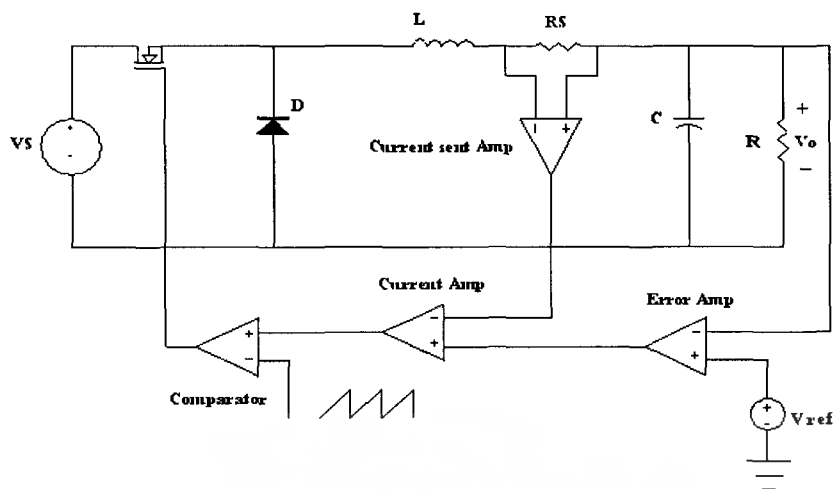 L
RS
D
VS
+
-
Current sent Amp
-
+
C
R
+
Vo
-
Current Amp
-
+
Error Amp
-
+
+
-
Comparator
+
-
Vref